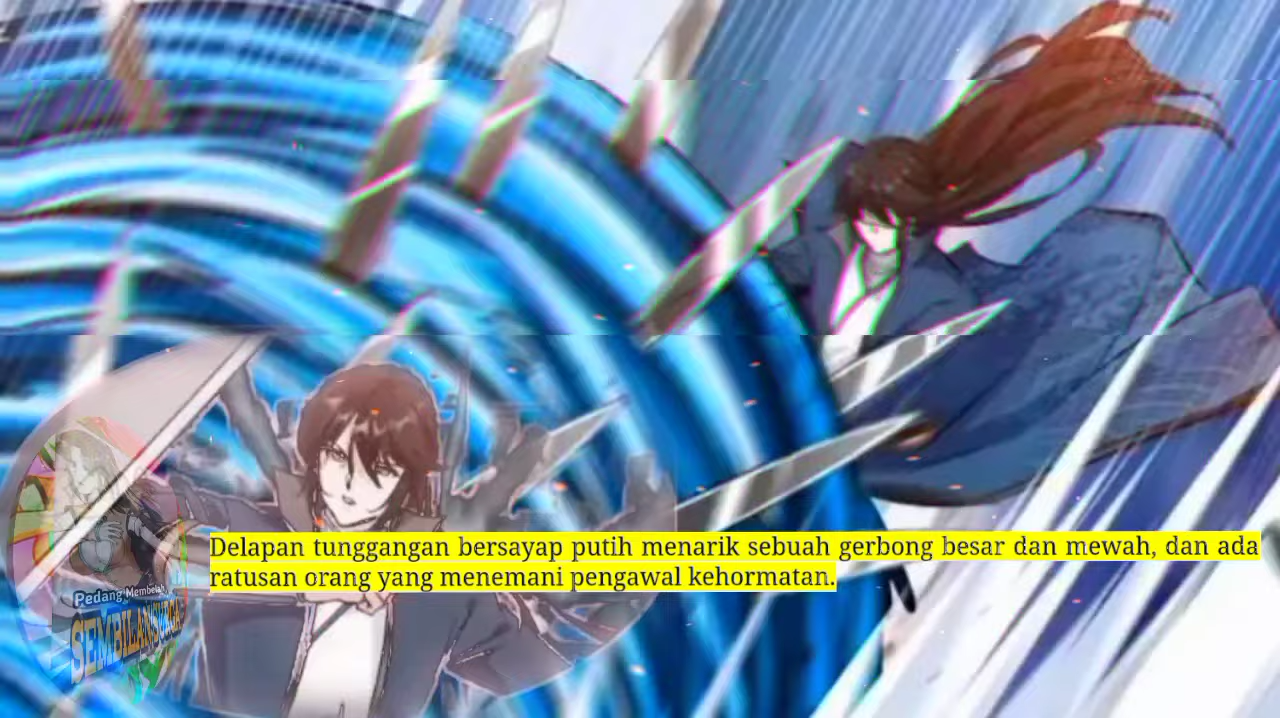 Delapan tunggangan bersayap putih menarik sebuah gerbong besar dan mewah, dan ada
ratusan orang yang menemani pengawal kehormatan.
Pedang Membelah
SEMBILAN SURGA